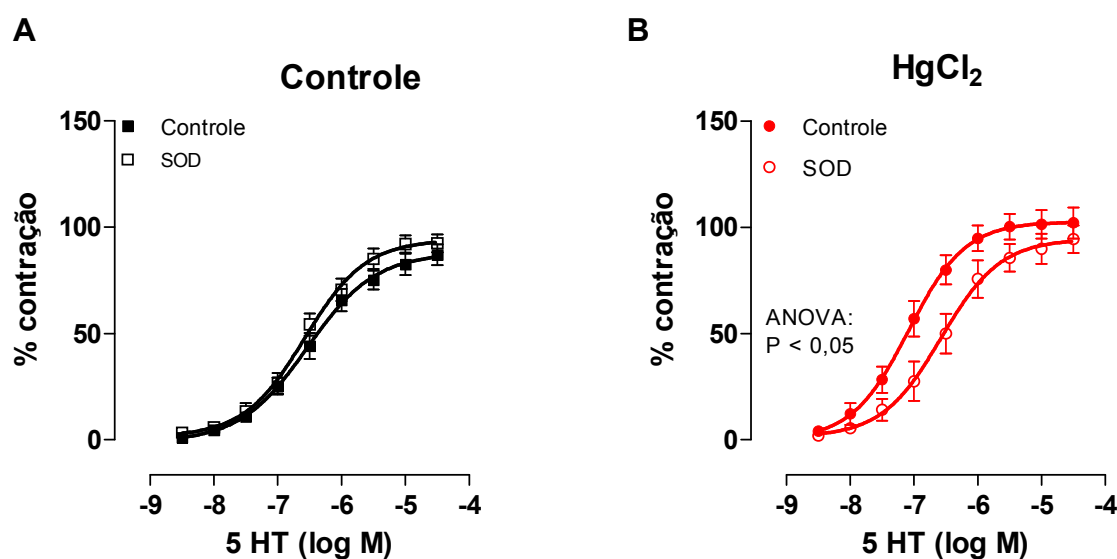 A
Controle
Controle
SOD
% contração
150
100
50
0
-9 -8 -7 -6 -5 -4
5 HT (log M)
B
HgCl₂
Controle
SOD
% contração
150
100
50
0
ANOVA:
P < 0,05
-9 -8 -7 -6 -5 -4
5 HT (log M)